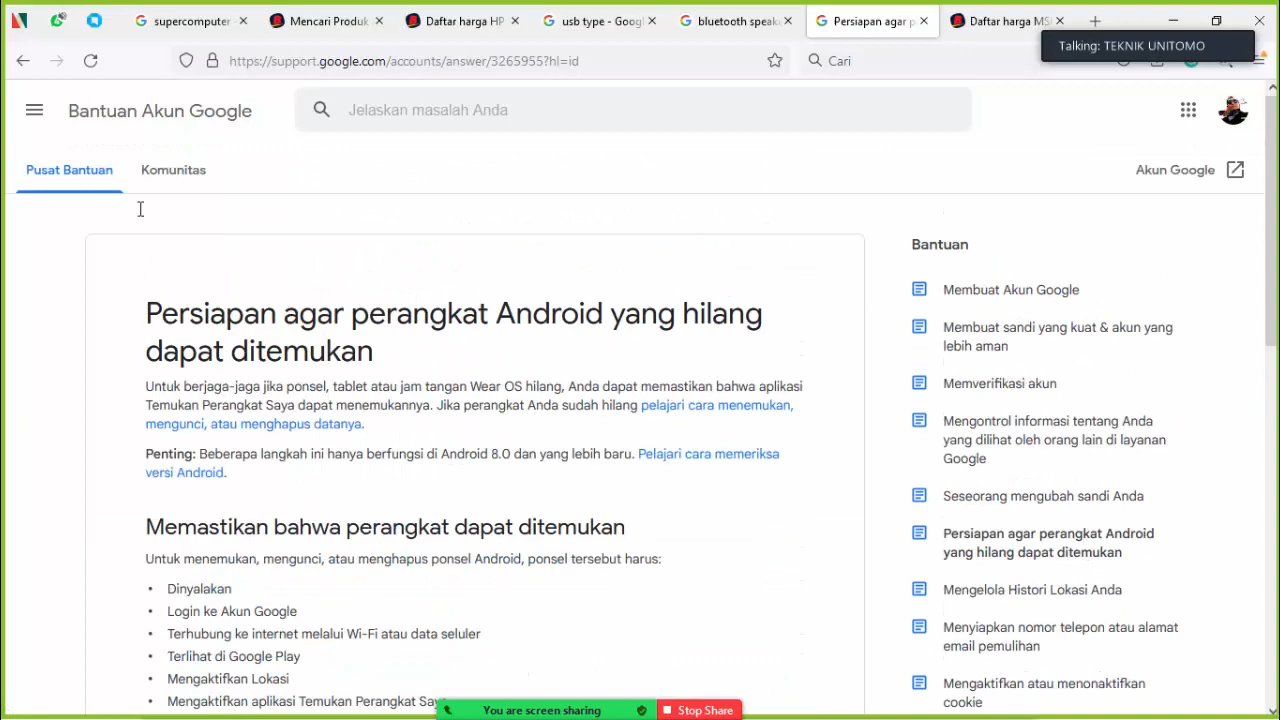 supercomputer
Mencari Produk
Daftar harga HP
usb type - Goog
bluetooth speak
Persiapan agar p
Daftar harga MS
Talking: TEKNIK UNITOMO
https://support.google.com/accounts/answer/3265955?hl=id
Cari
Bantuan Akun Google
Jelaskan masalah Anda
Pusat Bantuan
Komunitas
Akun Google
Persiapan agar perangkat Android yang hilang
dapat ditemukan
Untuk berjaga-jaga jika ponsel, tablet atau jam tangan Wear OS hilang, Anda dapat memastikan bahwa aplikasi
Temukan Perangkat Saya dapat menemukannya. Jika perangkat Anda sudah hilang pelajari cara menemukan,
mengunci, atau menghapus datanya.
Penting: Beberapa langkah ini hanya berfungsi di Android 8.0 dan yang lebih baru. Pelajari cara memeriksa
versi Android.
Memastikan bahwa perangkat dapat ditemukan
Untuk menemukan, mengunci, atau menghapus ponsel Android, ponsel tersebut harus:
• Dinyalakan
• Login ke Akun Google
• Terhubung ke internet melalui Wi-Fi atau data seluler
• Terlihat di Google Play
• Mengaktifkan Lokasi
• Mengaktifkan aplikasi Temukan Perangkat Saya
Bantuan
Membuat Akun Google
Membuat sandi yang kuat & akun yang
lebih aman
Memverifikasi akun
Mengontrol informasi tentang Anda
yang dilihat oleh orang lain di layanan
Google
Seseorang mengubah sandi Anda
Persiapan agar perangkat Android
yang hilang dapat ditemukan
Mengelola Histori Lokasi Anda
Menyiapkan nomor telepon atau alamat
email pemulihan
Mengaktifkan atau menonaktifkan
cookie
You are screen sharing
Stop Share